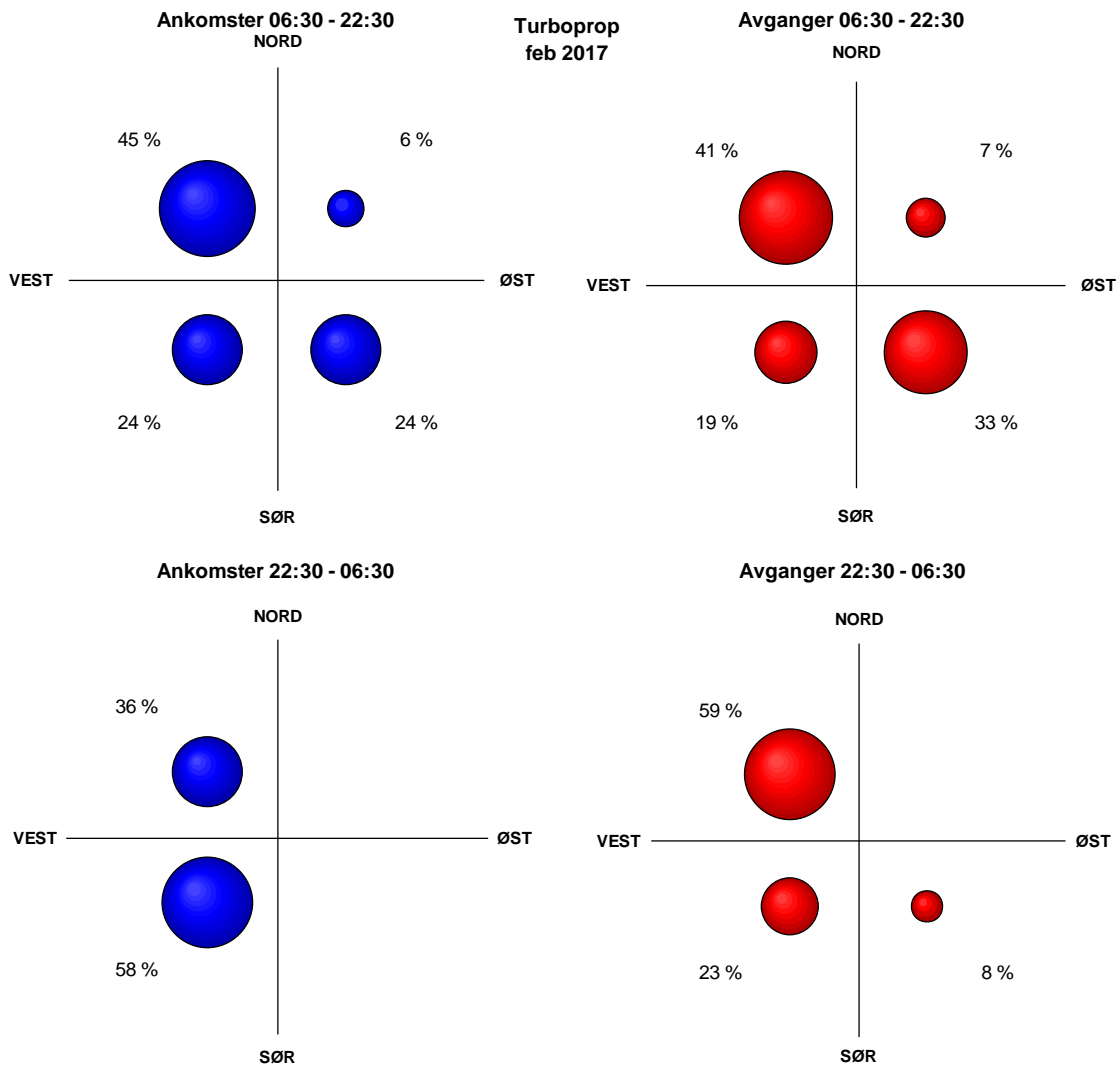 Ankomster 06:30 - 22:30
NORD
45 %
6 %
VEST
ØST
24 %
24 %
SØR
Turboprop
feb 2017
Avganger 06:30 - 22:30
NORD
41 %
7 %
VEST
ØST
19 %
33 %
SØR
Ankomster 22:30 - 06:30
NORD
36 %
VEST
ØST
58 %
SØR
Avganger 22:30 - 06:30
NORD
59 %
VEST
ØST
23 %
8 %
SØR